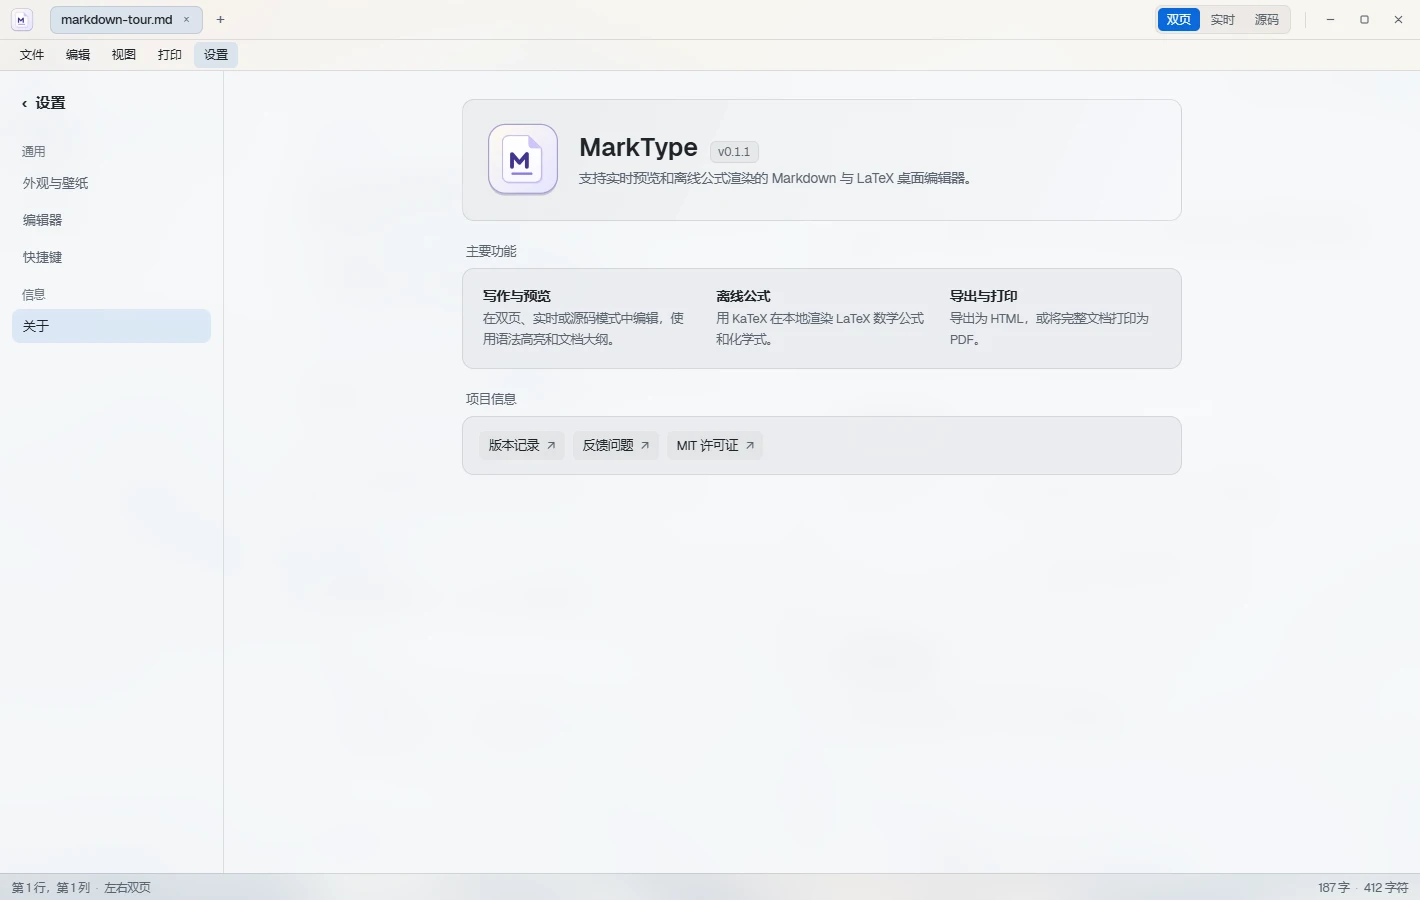 markdown-tour.md × +
双页 实时 源码
文件 编辑 视图 打印 设置
‹ 设置
通用
外观与壁纸
编辑器
快捷键
信息
关于
M
MarkType v0.1.1
支持实时预览和离线公式渲染的 Markdown 与 LaTeX 桌面编辑器。
主要功能
写作与预览
在双页、实时或源码模式中编辑，使
用语法高亮和文档大纲。
离线公式
用 KaTeX 在本地渲染 LaTeX 数学公式
和化学式。
导出与打印
导出为 HTML，或将完整文档打印为
PDF。
项目信息
版本记录 ↗ 反馈问题 ↗ MIT 许可证 ↗
第 1 行，第 1 列 · 左右双页
187 字 · 412 字符